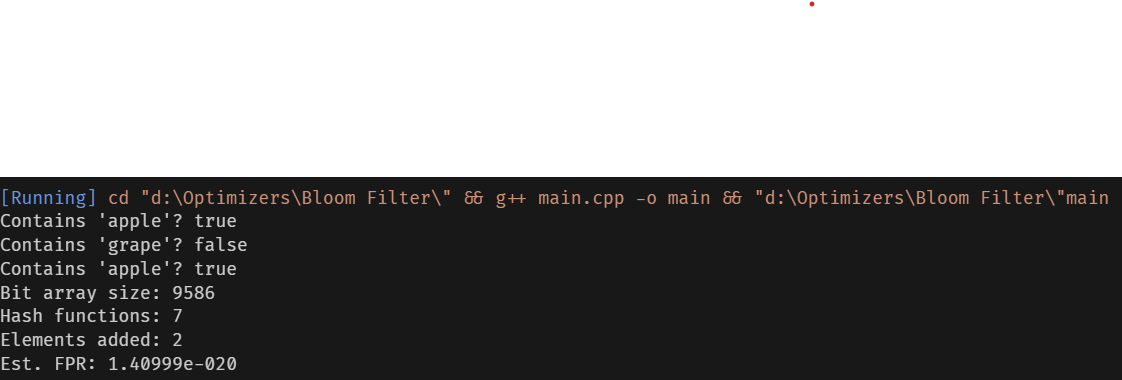 [Running] cd "d:\Optimizers\Bloom Filter\" && g++ main.cpp -o main && "d:\Optimizers\Bloom Filter\"main
Contains 'apple'? true
Contains 'grape'? false
Contains 'apple'? true
Bit array size: 9586
Hash functions: 7
Elements added: 2
Est. FPR: 1.40999e-020